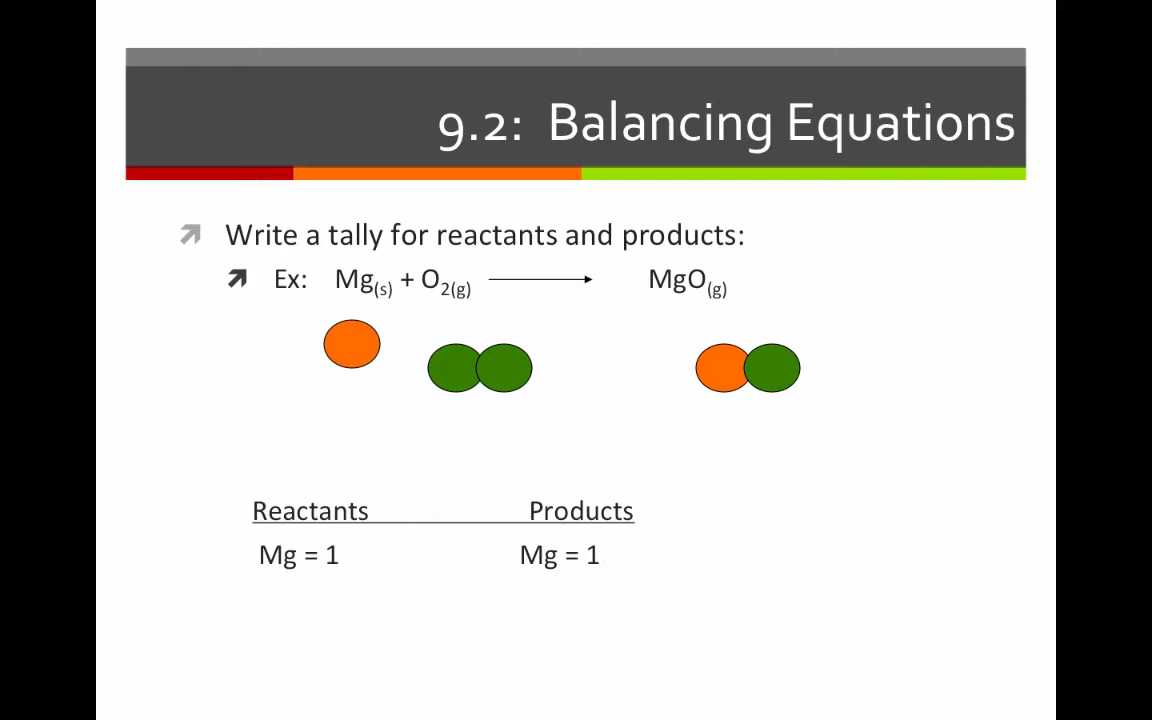 9.2: Balancing Equations
Write a tally for reactants and products:
Ex: Mg(s) + O2(g) MgO(g)
Reactants Products
Mg = 1 Mg = 1